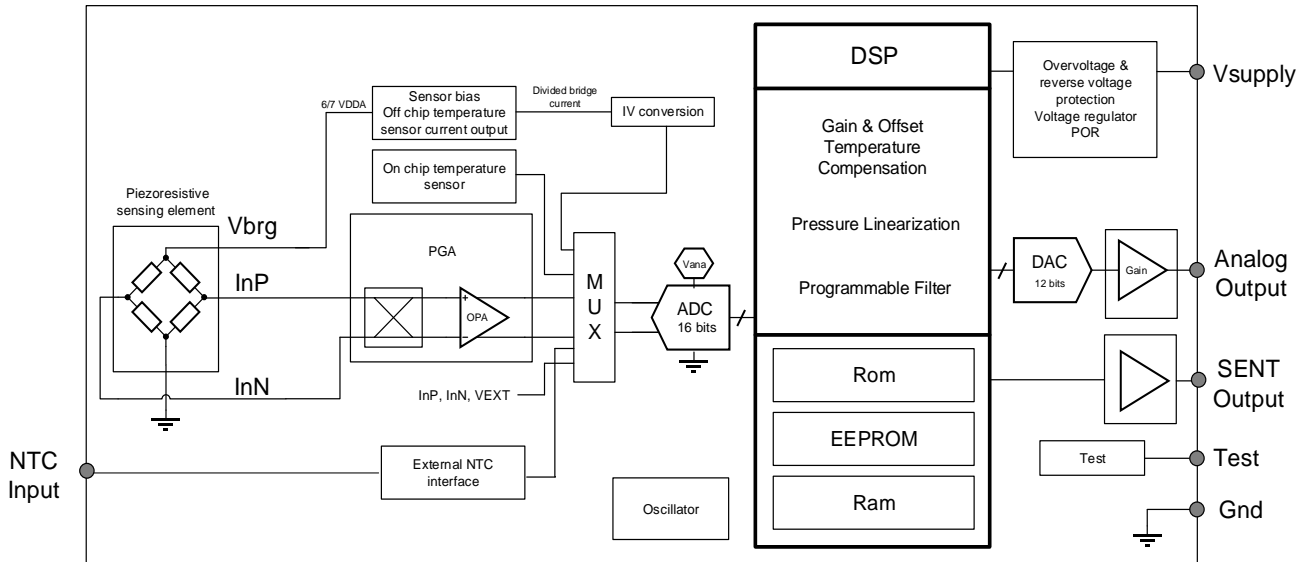 DSP
Overvoltage &
reverse voltage
protection
Voltage regulator
POR
Vsupply
6/7 VDDA
Sensor bias
Off chip temperature
sensor current output
Divided bridge
current
IV conversion
Gain & Offset
Temperature
Compensation
On chip temperature
sensor
Piezoresistive
sensing element
Vbrg
PGA
Pressure Linearization
InP
M
U
X
Vana
OPA
+
−
ADC
16 bits
Programmable Filter
DAC
12 bits
Gain
Analog
Output
InN
InP, InN, VEXT
Rom
SENT
Output
EEPROM
NTC
Input
External NTC
interface
Test
Test
Oscillator
Ram
Gnd